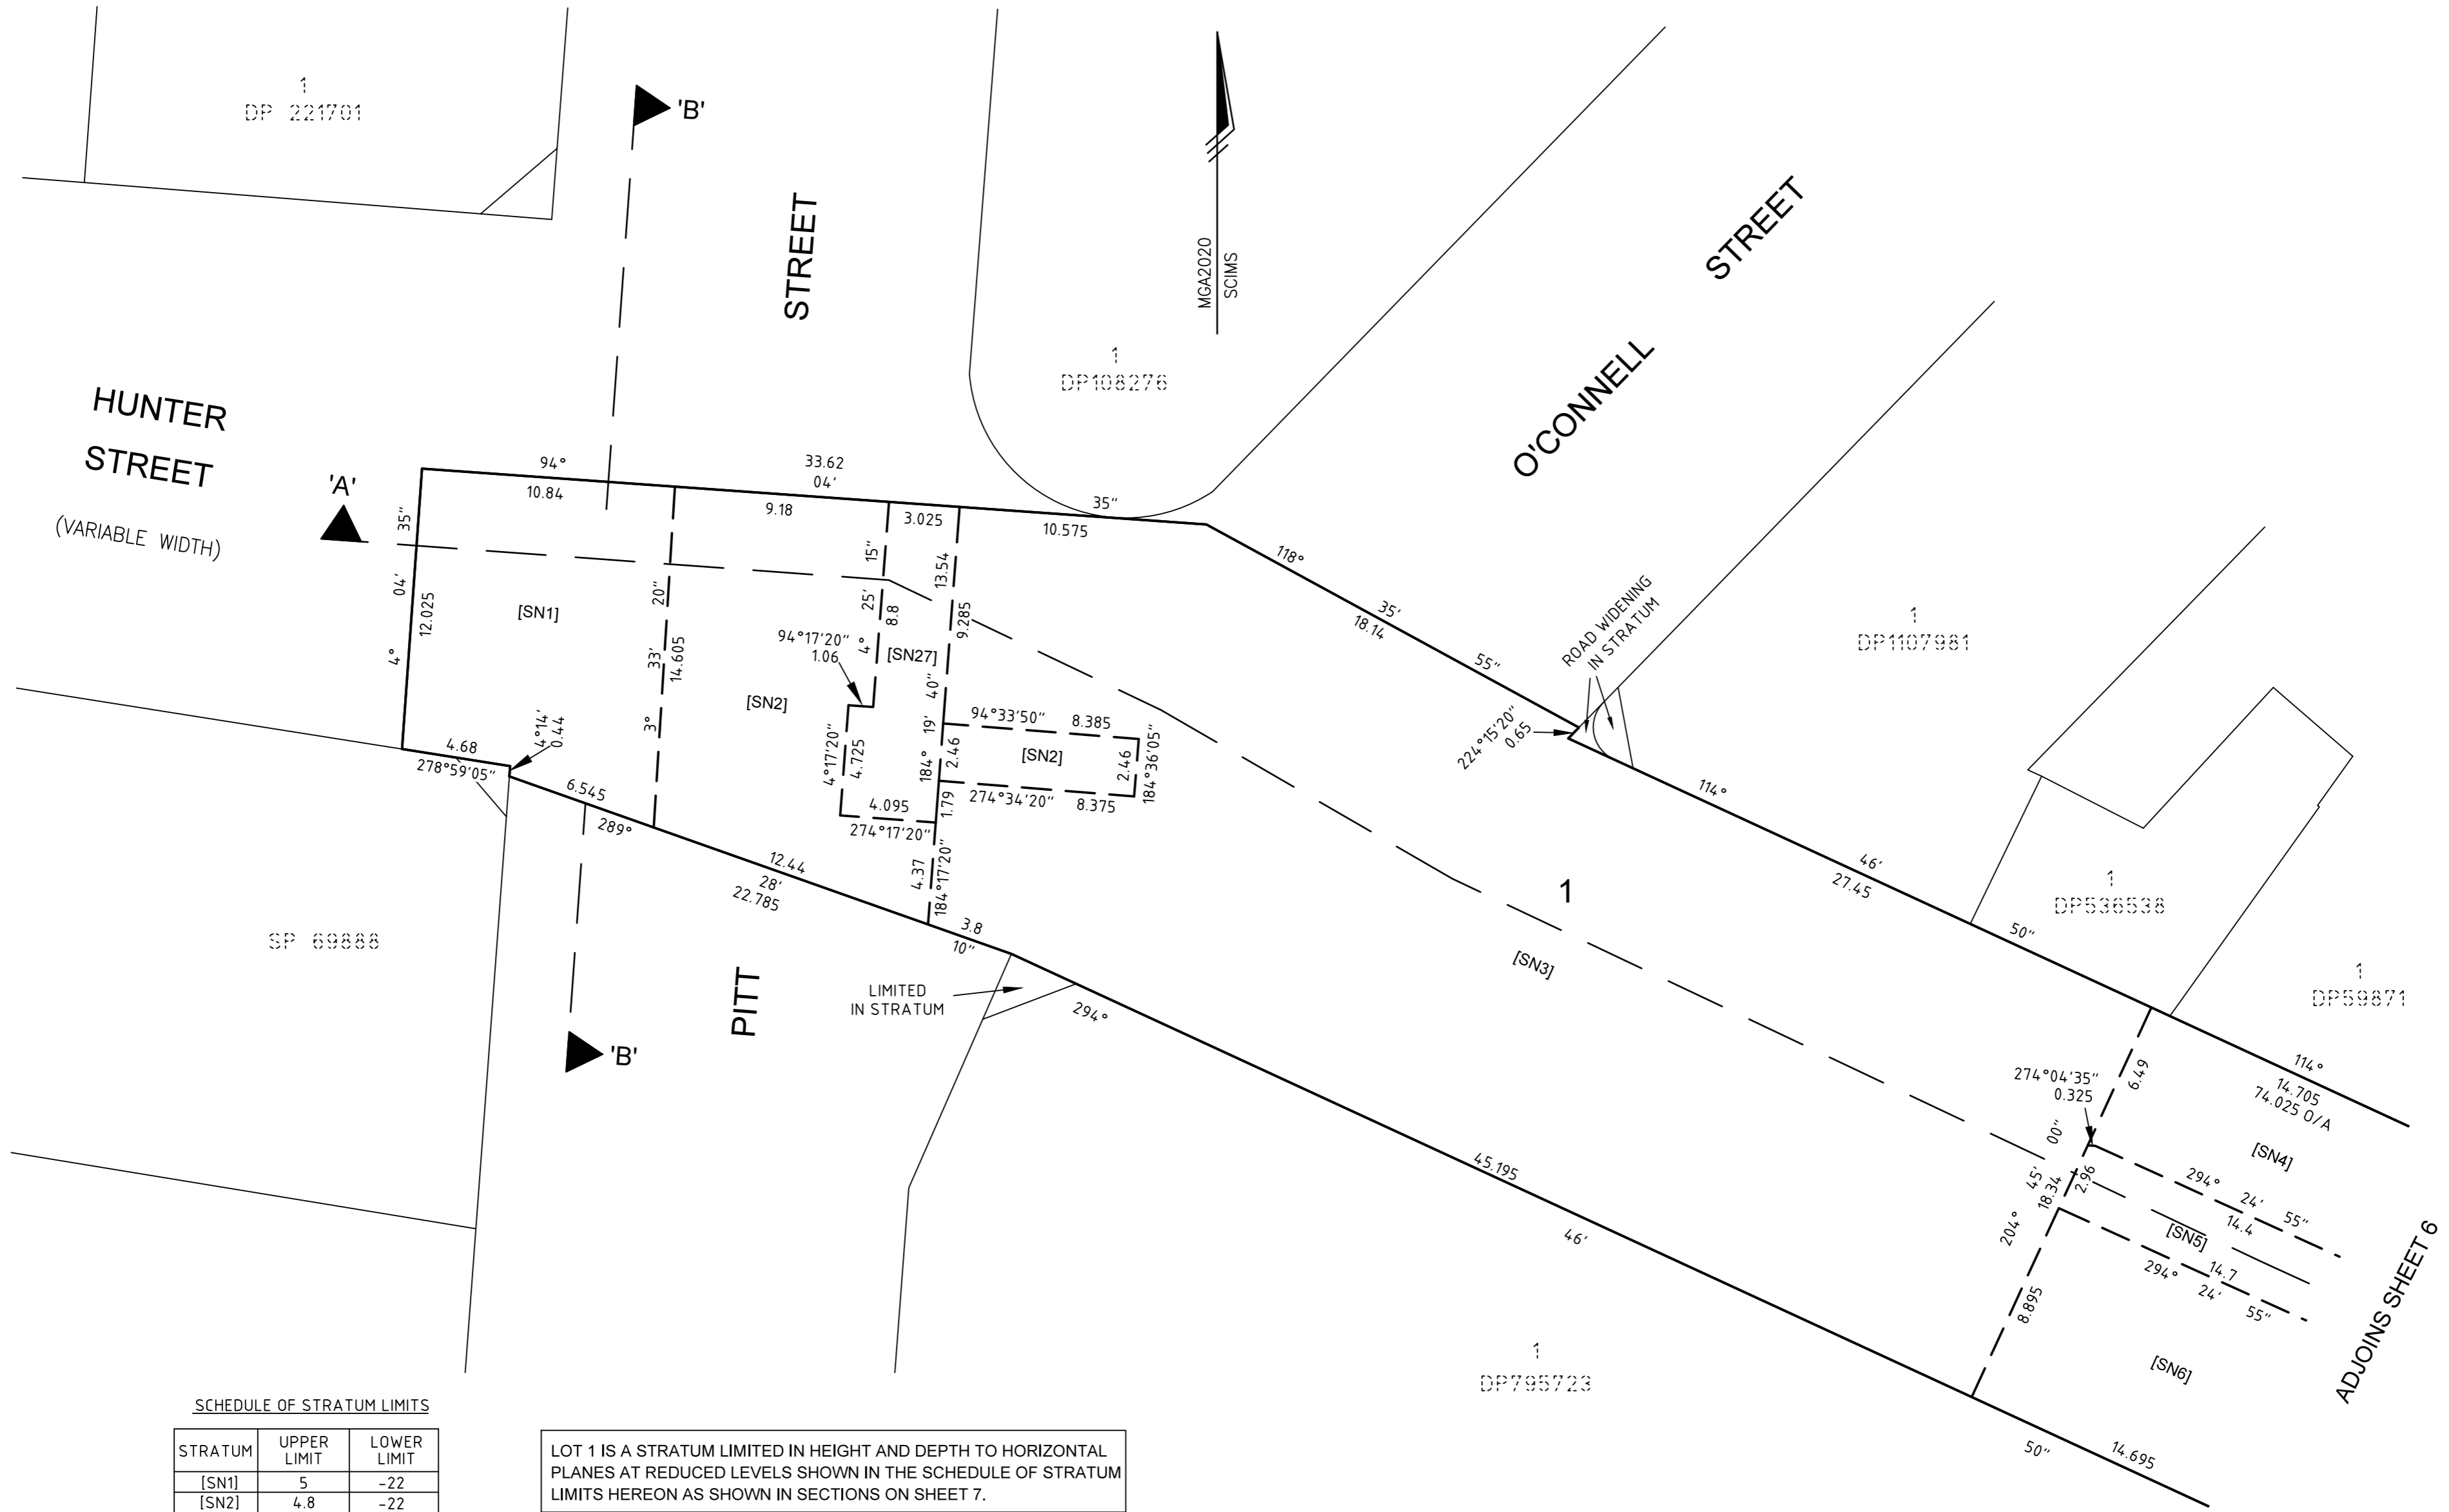 1
DP 221701
'B'
STREET
MGA2020
SCIMS
1
DP108276
O'CONNELL
STREET
HUNTER
STREET
(VARIABLE WIDTH)
'A'
94°
33.62
04'
35"
10.84
9.18
3.025
10.575
4°
04'
35"
12.025
[SN1]
3°
33'
20"
14.605
[SN2]
94°17'20"
1.06
4°
25'
15"
8.8
[SN27]
13.54
9.285
184°
19'
40"
2.46
1.79
94°33'50"
8.385
[SN2]
2.46
184°36'05"
274°34'20"
8.375
4°17'20"
4.725
4.095
274°17'20"
4.37
184°17'20"
118°
35'
55"
18.14
ROAD WIDENING
IN STRATUM
224°15'20"
0.65
1
DP1107981
4.68
278°59'05"
4°14'
0.44
6.545
289°
12.44
28'
22.785
3.8
10"
114°
46'
27.45
50"
1
DP536538
1
DP59871
SP 69888
PITT
LIMITED
IN STRATUM
1
[SN3]
294°
45.195
46'
'B'
274°04'35"
0.325
6.49
114°
14.705
74.025 O/A
[SN4]
204°
45'
00"
18.34
2.96
294°
24'
55"
14.4
[SN5]
14.7
294°
24'
55"
8.895
[SN6]
ADJOINS SHEET 6
1
DP795723
50"
14.695
SCHEDULE OF STRATUM LIMITS
STRATUM UPPER LIMIT LOWER LIMIT
[SN1] 5 -22
[SN2] 4.8 -22
LOT 1 IS A STRATUM LIMITED IN HEIGHT AND DEPTH TO HORIZONTAL
PLANES AT REDUCED LEVELS SHOWN IN THE SCHEDULE OF STRATUM
LIMITS HEREON AS SHOWN IN SECTIONS ON SHEET 7.